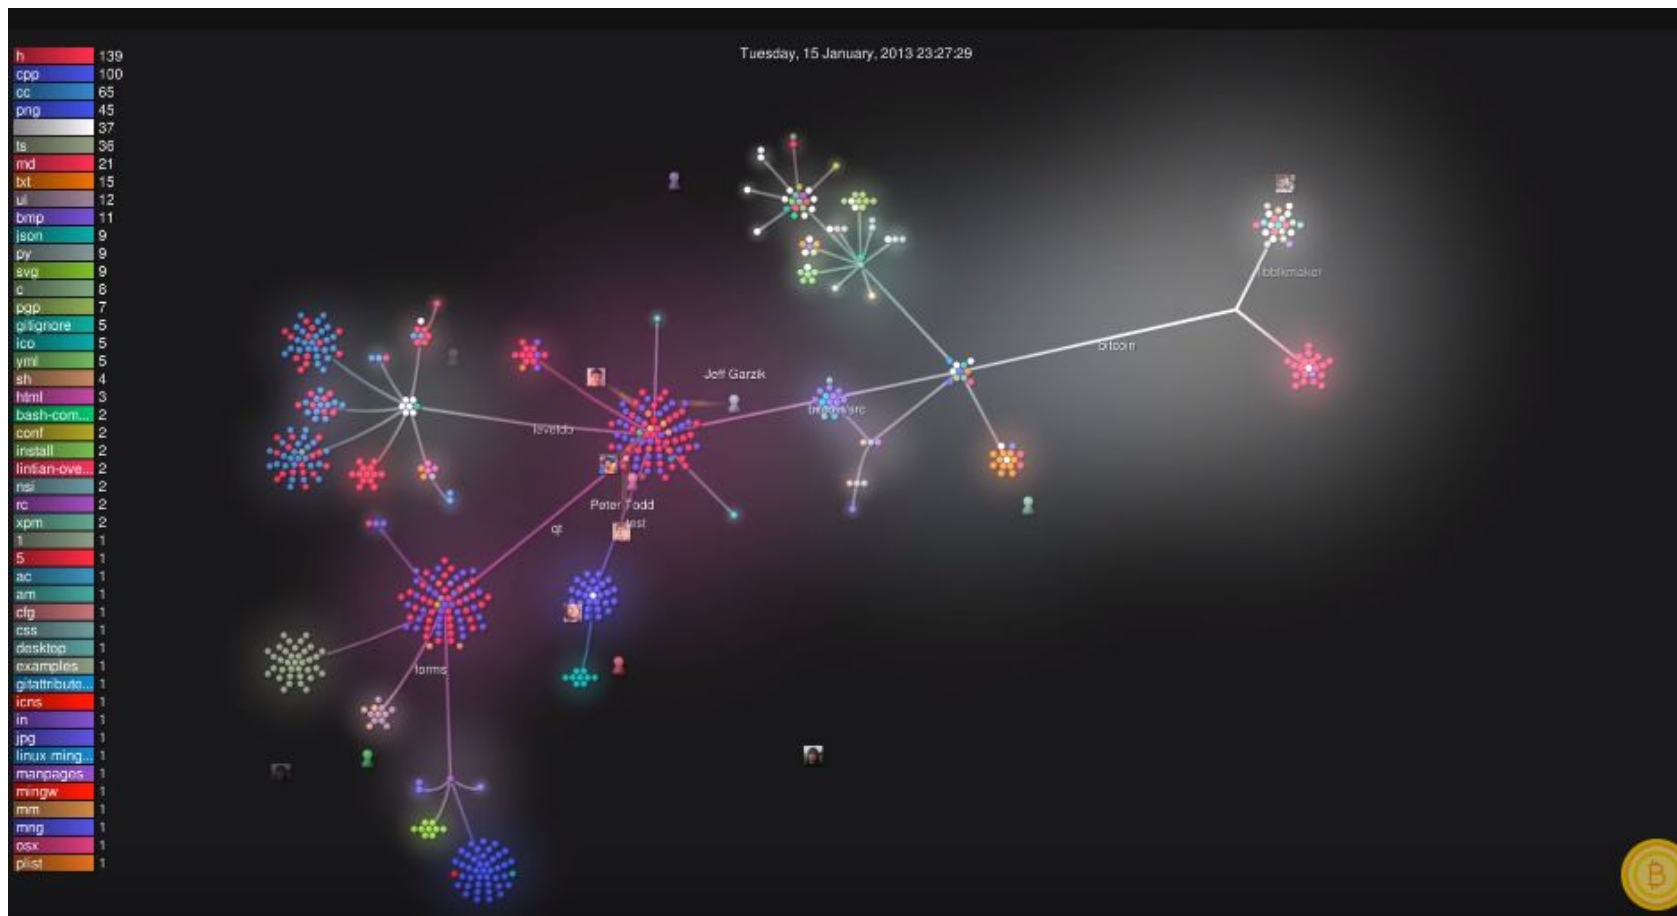 Tuesday, 15 January, 2013 23:27:29
h 139
cpp 100
cc 65
png 45
37
ts 36
md 21
txt 15
ui 12
bmp 11
json 9
py 9
svg 9
c 8
pgp 7
gitignore 5
ico 5
yml 5
sh 4
html 3
bash-com... 2
conf 2
install 2
lintian-ove... 2
nsi 2
rc 2
xpm 2
1 1
5 1
ac 1
am 1
cfg 1
css 1
desktop 1
examples 1
gitattribute... 1
icns 1
in 1
jpg 1
linux-ming... 1
manpages 1
mingw 1
mm 1
mng 1
osx 1
plist 1
libblkmaker
bitcoin
Jeff Garzik
bitcoin/src
leveldb
Peter Todd
test
qt
forms
B